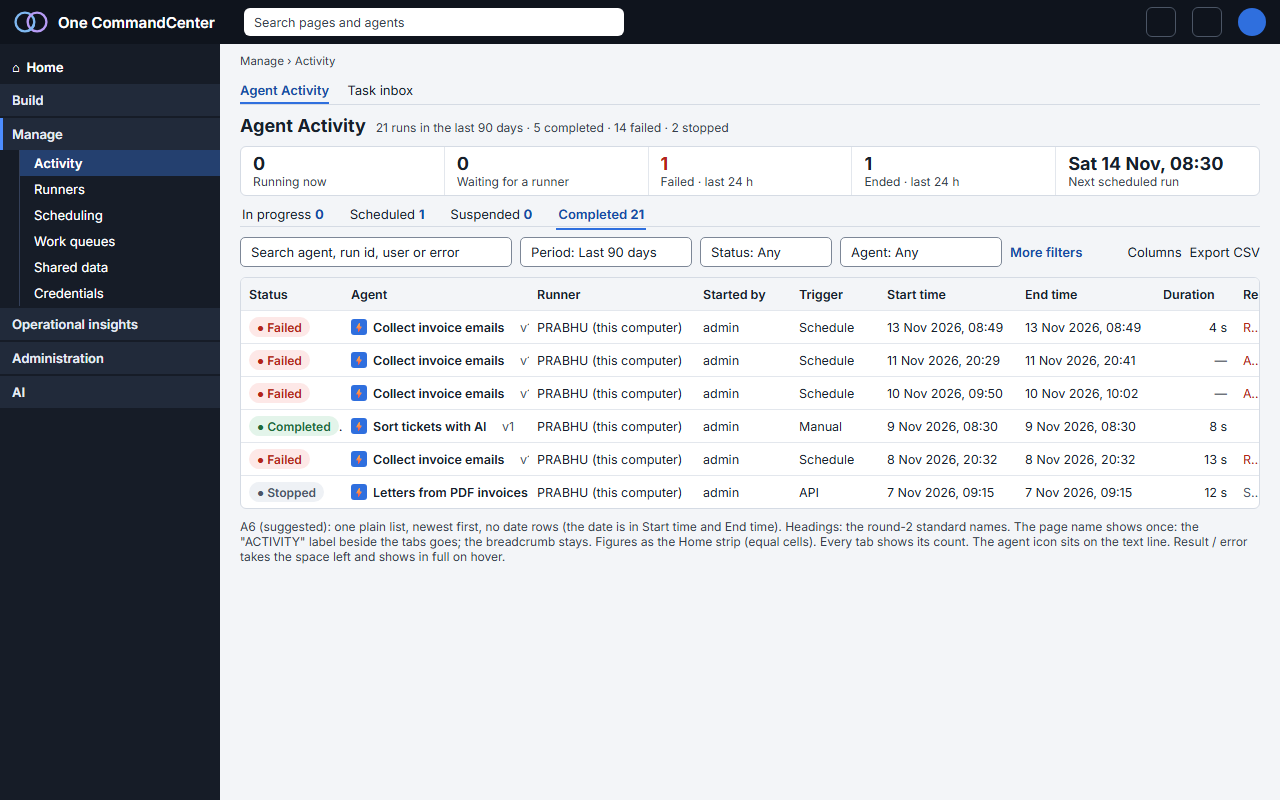 One CommandCenter
Search pages and agents
Home
Build
Manage
Activity
Runners
Scheduling
Work queues
Shared data
Credentials
Operational insights
Administration
AI
Manage › Activity
Agent Activity Task inbox
Agent Activity 21 runs in the last 90 days · 5 completed · 14 failed · 2 stopped
0 0 1 1 Sat 14 Nov, 08:30
Running now Waiting for a runner Failed · last 24 h Ended · last 24 h Next scheduled run
In progress 0 Scheduled 1 Suspended 0 Completed 21
Search agent, run id, user or error Period: Last 90 days Status: Any Agent: Any More filters Columns Export CSV
Status Agent Runner Started by Trigger Start time End time Duration Re
● Failed Collect invoice emails v PRABHU (this computer) admin Schedule 13 Nov 2026, 08:49 13 Nov 2026, 08:49 4 s R..
● Failed Collect invoice emails v PRABHU (this computer) admin Schedule 11 Nov 2026, 20:29 11 Nov 2026, 20:41 — A..
● Failed Collect invoice emails v PRABHU (this computer) admin Schedule 10 Nov 2026, 09:50 10 Nov 2026, 10:02 — A..
● Completed . Sort tickets with AI v1 PRABHU (this computer) admin Manual 9 Nov 2026, 08:30 9 Nov 2026, 08:30 8 s
● Failed Collect invoice emails v PRABHU (this computer) admin Schedule 8 Nov 2026, 20:32 8 Nov 2026, 20:32 13 s R..
● Stopped Letters from PDF invoices PRABHU (this computer) admin API 7 Nov 2026, 09:15 7 Nov 2026, 09:15 12 s S..
A6 (suggested): one plain list, newest first, no date rows (the date is in Start time and End time). Headings: the round-2 standard names. The page name shows once: the
"ACTIVITY" label beside the tabs goes; the breadcrumb stays. Figures as the Home strip (equal cells). Every tab shows its count. The agent icon sits on the text line. Result / error
takes the space left and shows in full on hover.